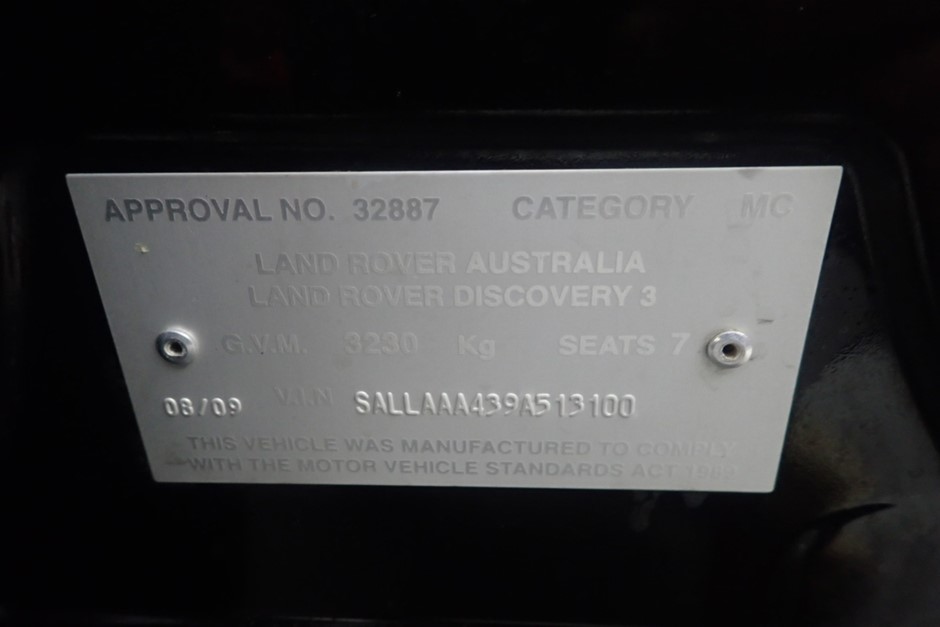 APPROVAL NO. 32887 CATEGORY MC
LAND ROVER AUSTRALIA
LAND ROVER DISCOVERY 3
G.V.M. 3230 Kg SEATS 7
08/09 V.I.N SALLAAA439A513100
THIS VEHICLE WAS MANUFACTURED TO COMPLY
WITH THE MOTOR VEHICLE STANDARDS ACT 1989